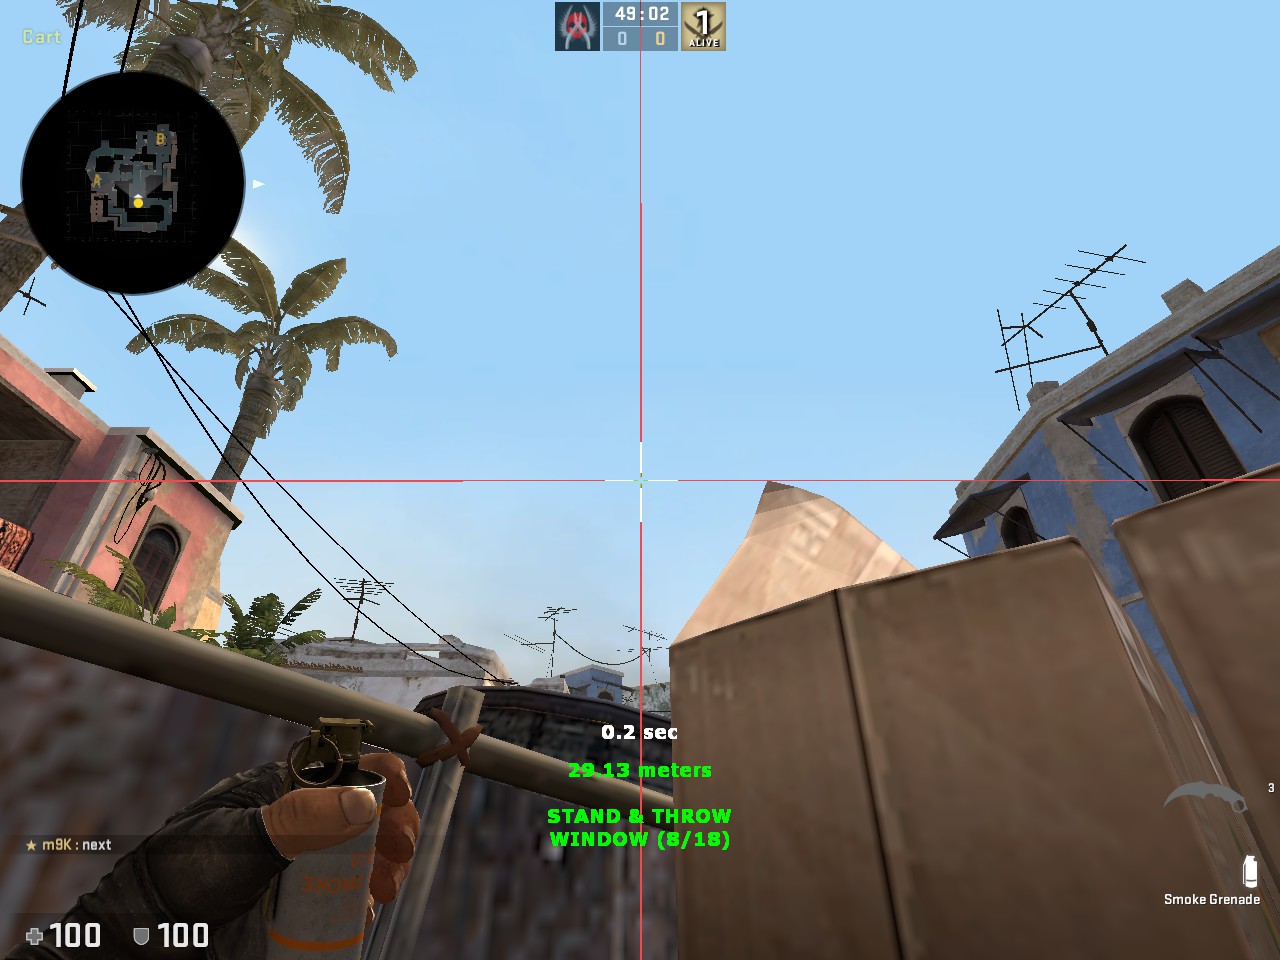 Cart
49:02
0 0
1
ALIVE
B
A
0.2 sec
29.13 meters
STAND & THROW
WINDOW (8/18)
3
★ m9K : next
Smoke Grenade
100 100